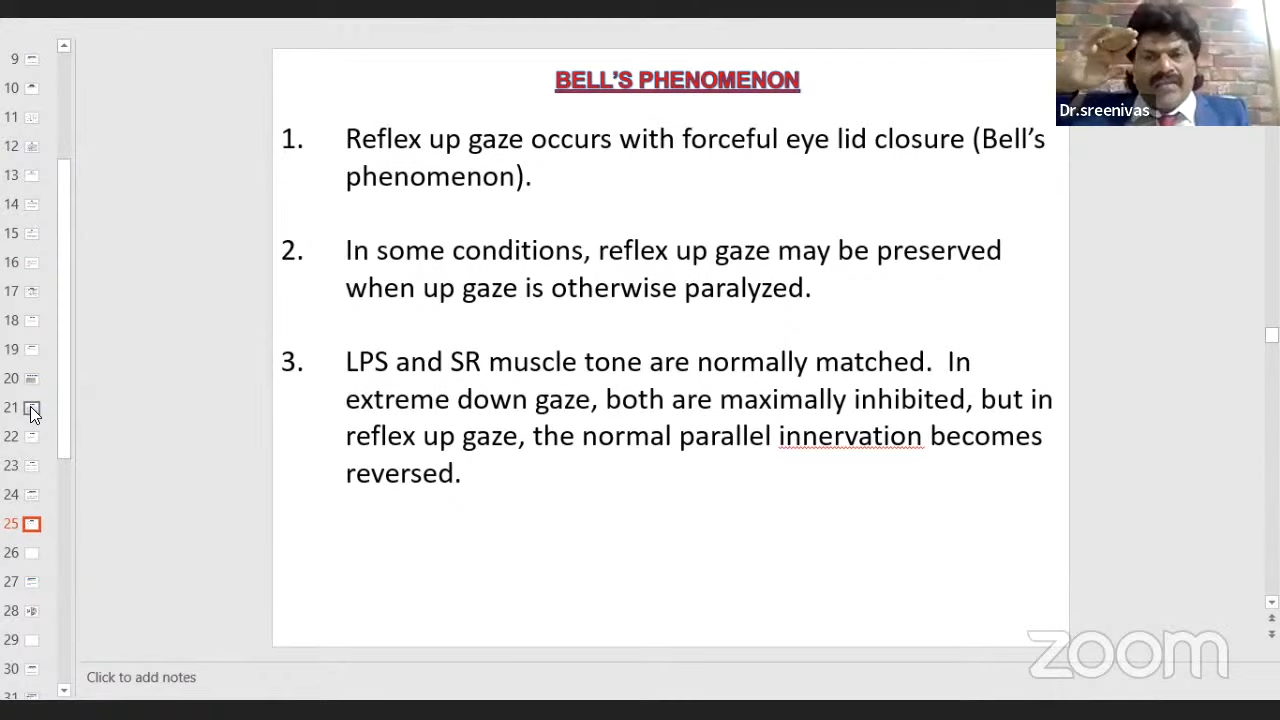 BELL'S PHENOMENON
Dr.sreenivas
1. Reflex up gaze occurs with forceful eye lid closure (Bell's
phenomenon).
2. In some conditions, reflex up gaze may be preserved
when up gaze is otherwise paralyzed.
3. LPS and SR muscle tone are normally matched.  In
extreme down gaze, both are maximally inhibited, but in
reflex up gaze, the normal parallel innervation becomes
reversed.
9
10
11
12
13
14
15
16
17
18
19
20
21
22
23
24
25
26
27
28
29
30
31
Click to add notes
zoom